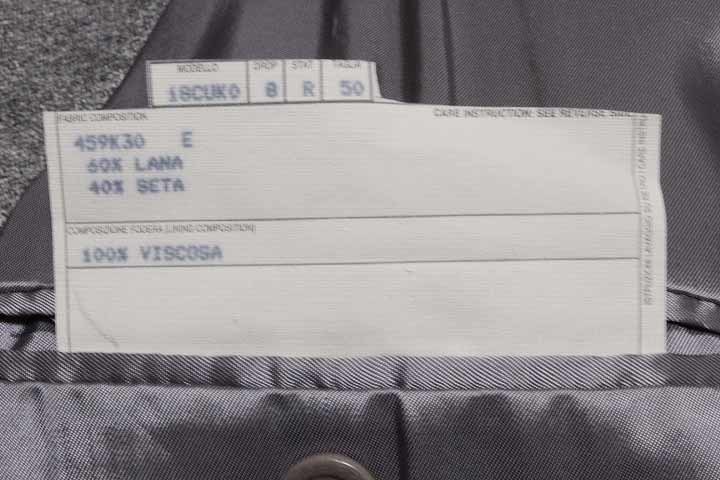 MODELLO DROP STAT. TAGLIA
18CUK0 8 R 50
FABRIC COMPOSITION CARE INSTRUCTION: SEE REVERSE SIDE
459K30 E
60% LANA
40% SETA
COMPOSIZIONE FODERA (LINING COMPOSITION)
100% VISCOSA